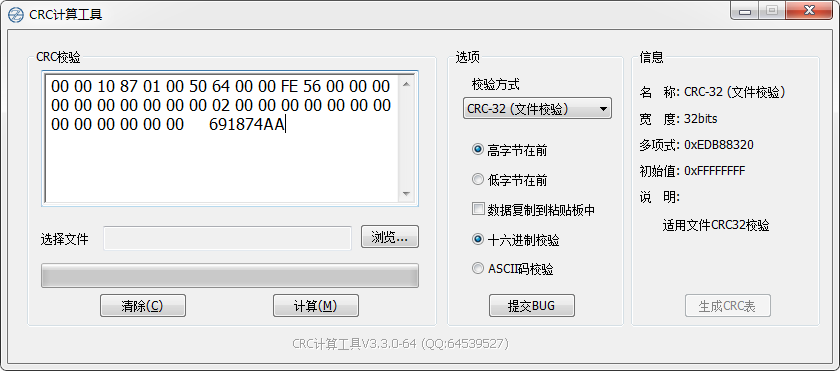 CRC计算工具
CRC校验
00 00 10 87 01 00 50 64 00 00 FE 56 00 00 00
00 00 00 00 00 00 02 00 00 00 00 00 00 00 00
00 00 00 00 00 00 691874AA
选择文件
浏览...
清除(C)
计算(M)
选项
校验方式
CRC-32 (文件校验)
高字节在前
低字节在前
数据复制到粘贴板中
十六进制校验
ASCII码校验
提交BUG
信息
名 称: CRC-32 (文件校验)
宽 度: 32bits
多项式: 0xEDB88320
初始值: 0xFFFFFFFF
说 明:
适用文件CRC32校验
生成CRC表
CRC计算工具V3.3.0-64 (QQ:64539527)